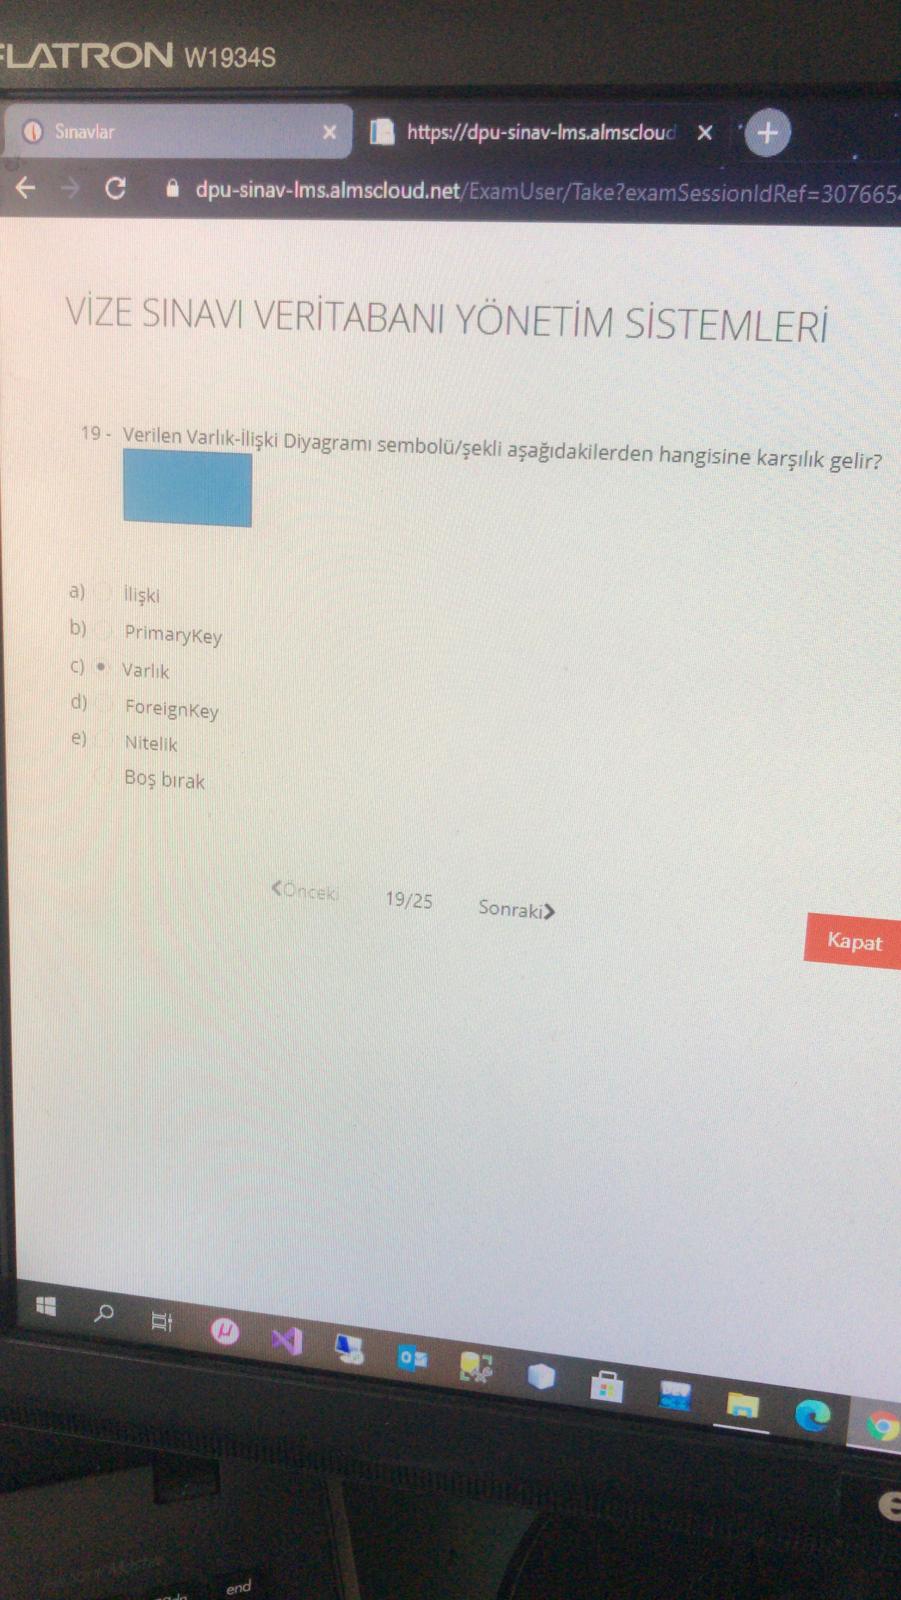 FLATRON W1934S
Sınavlar
https://dpu-sinav-lms.almscloud
dpu-sinav-lms.almscloud.net/ExamUser/Take?examSessionIdRef=307665
VİZE SINAVI VERİTABANI YÖNETİM SİSTEMLERİ
19 - Verilen Varlık-İlişki Diyagramı sembolü/şekli aşağıdakilerden hangisine karşılık gelir?
a) İlişki
b) PrimaryKey
c) Varlık
d) ForeignKey
e) Nitelik
Boş bırak
Önceki 19/25 Sonraki
Kapat
end